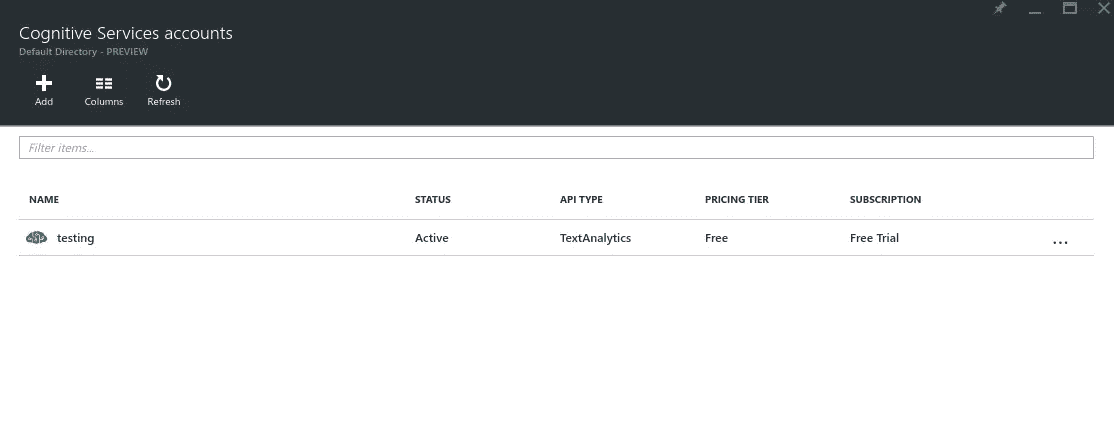 Cognitive Services accounts
Default Directory - PREVIEW
Add Columns Refresh
Filter items...
NAME STATUS API TYPE PRICING TIER SUBSCRIPTION
testing Active TextAnalytics Free Free Trial ...